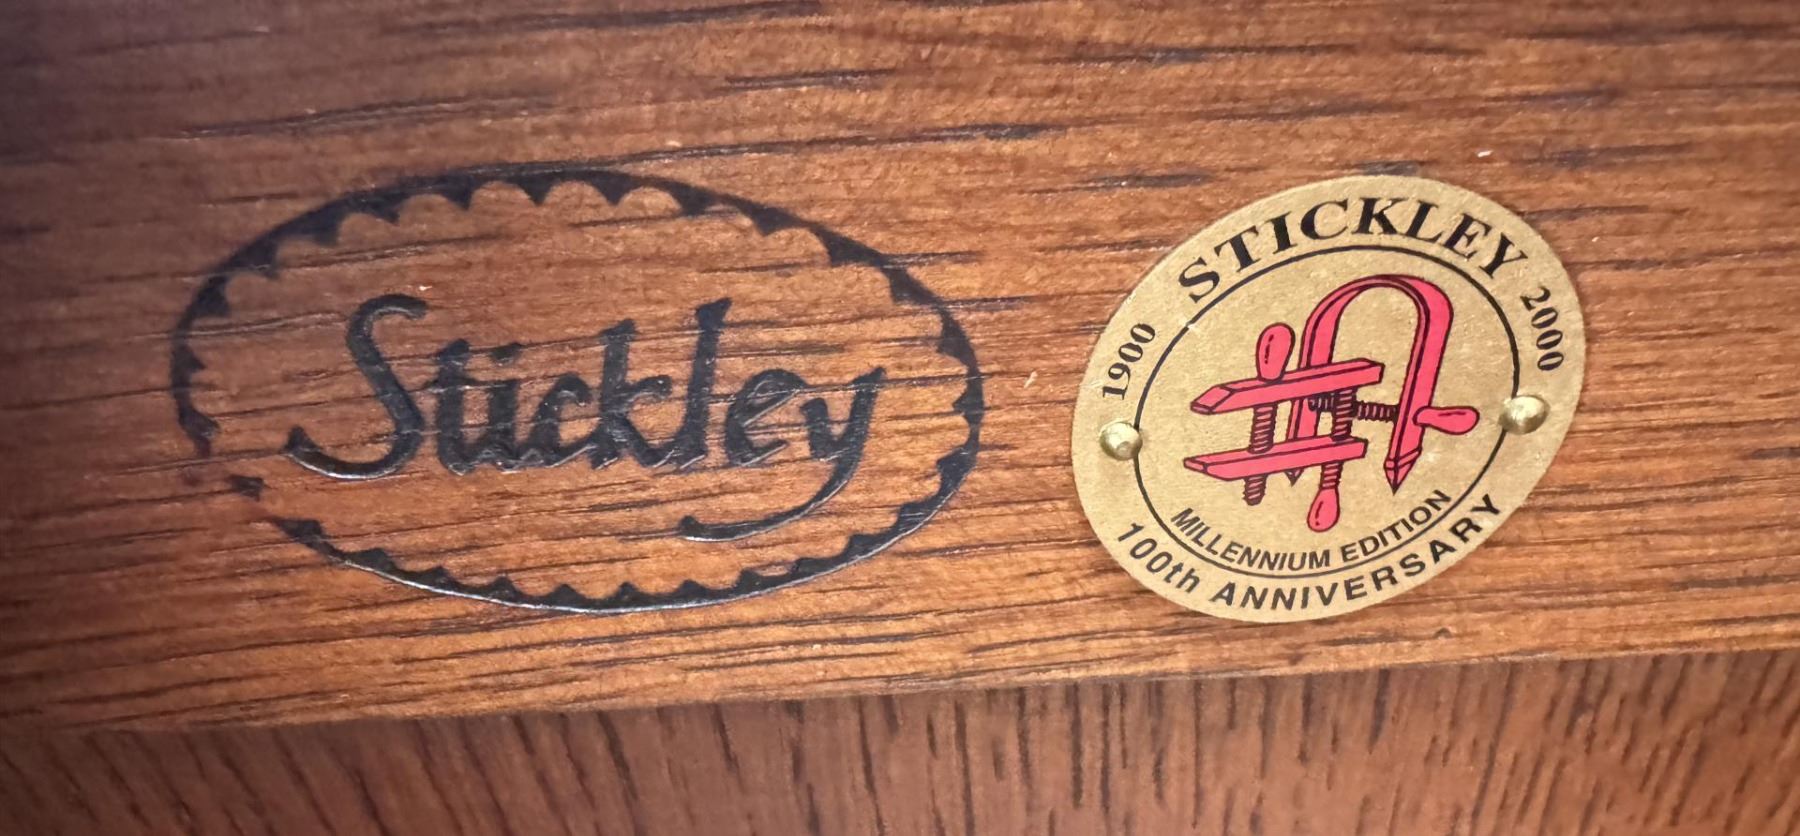 Stickley
STICKLEY
1900
2000
MILLENNIUM EDITION
100th ANNIVERSARY